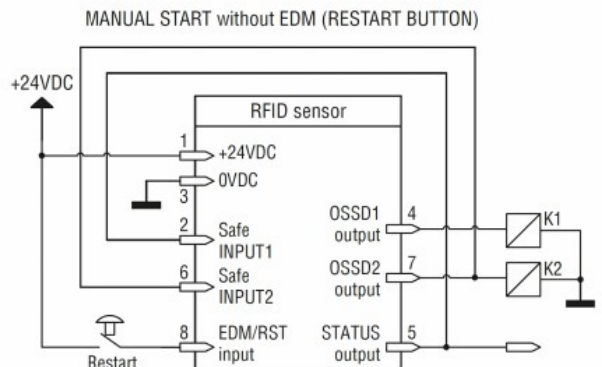 MANUAL START without EDM (RESTART BUTTON)
+24VDC
RFID sensor
1
+24VDC
0VDC
3
2
Safe
INPUT1
6
Safe
INPUT2
8
EDM/RST
input
Restart
OSSD1
output
4
K1
OSSD2
output
7
K2
STATUS
output
5